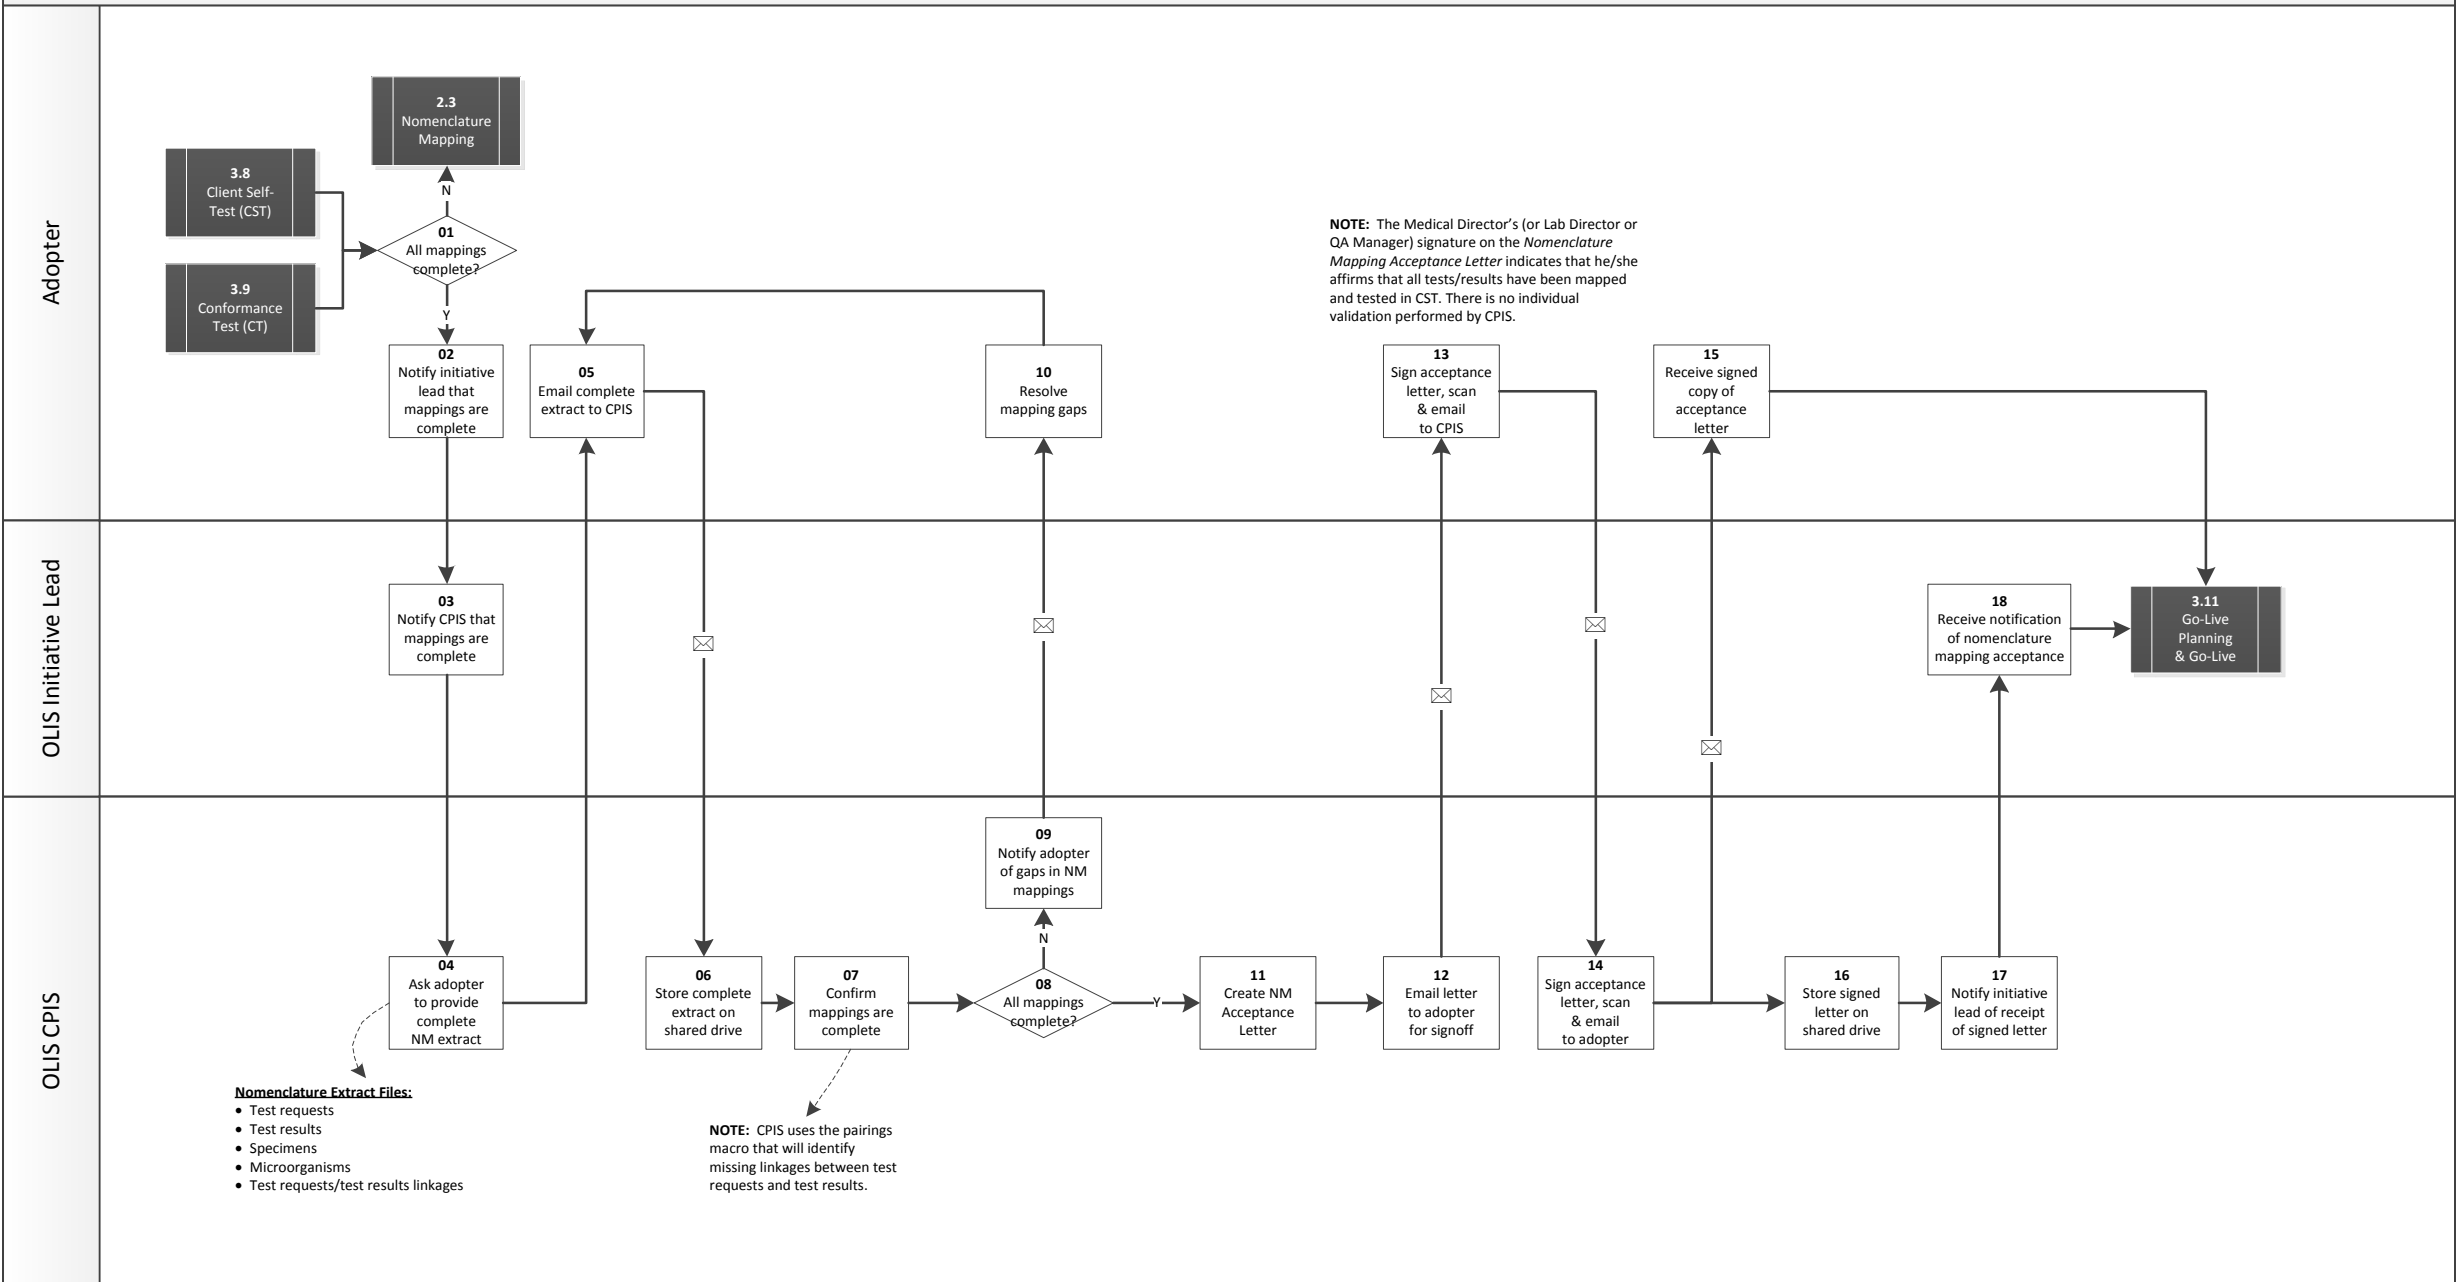 Adopter
2.3
Nomenclature
Mapping
3.8
Client Self-
Test (CST)
3.9
Conformance
Test (CT)
N
01
All mappings
complete?
Y
02
Notify initiative
lead that
mappings are
complete
05
Email complete
extract to CPIS
10
Resolve
mapping gaps
NOTE: The Medical Director’s (or Lab Director or
QA Manager) signature on the Nomenclature
Mapping Acceptance Letter indicates that he/she
affirms that all tests/results have been mapped
and tested in CST. There is no individual
validation performed by CPIS.
13
Sign acceptance
letter, scan
& email
to CPIS
15
Receive signed
copy of
acceptance
letter
OLIS Initiative Lead
03
Notify CPIS that
mappings are
complete
18
Receive notification
of nomenclature
mapping acceptance
3.11
Go-Live
Planning
& Go-Live
OLIS CPIS
04
Ask adopter
to provide
complete
NM extract
06
Store complete
extract on
shared drive
07
Confirm
mappings are
complete
09
Notify adopter
of gaps in NM
mappings
N
08
All mappings
complete?
Y
11
Create NM
Acceptance
Letter
12
Email letter
to adopter
for signoff
14
Sign acceptance
letter, scan
& email
to adopter
16
Store signed
letter on
shared drive
17
Notify initiative
lead of receipt
of signed letter
Nomenclature Extract Files:
• Test requests
• Test results
• Specimens
• Microorganisms
• Test requests/test results linkages
NOTE: CPIS uses the pairings
macro that will identify
missing linkages between test
requests and test results.